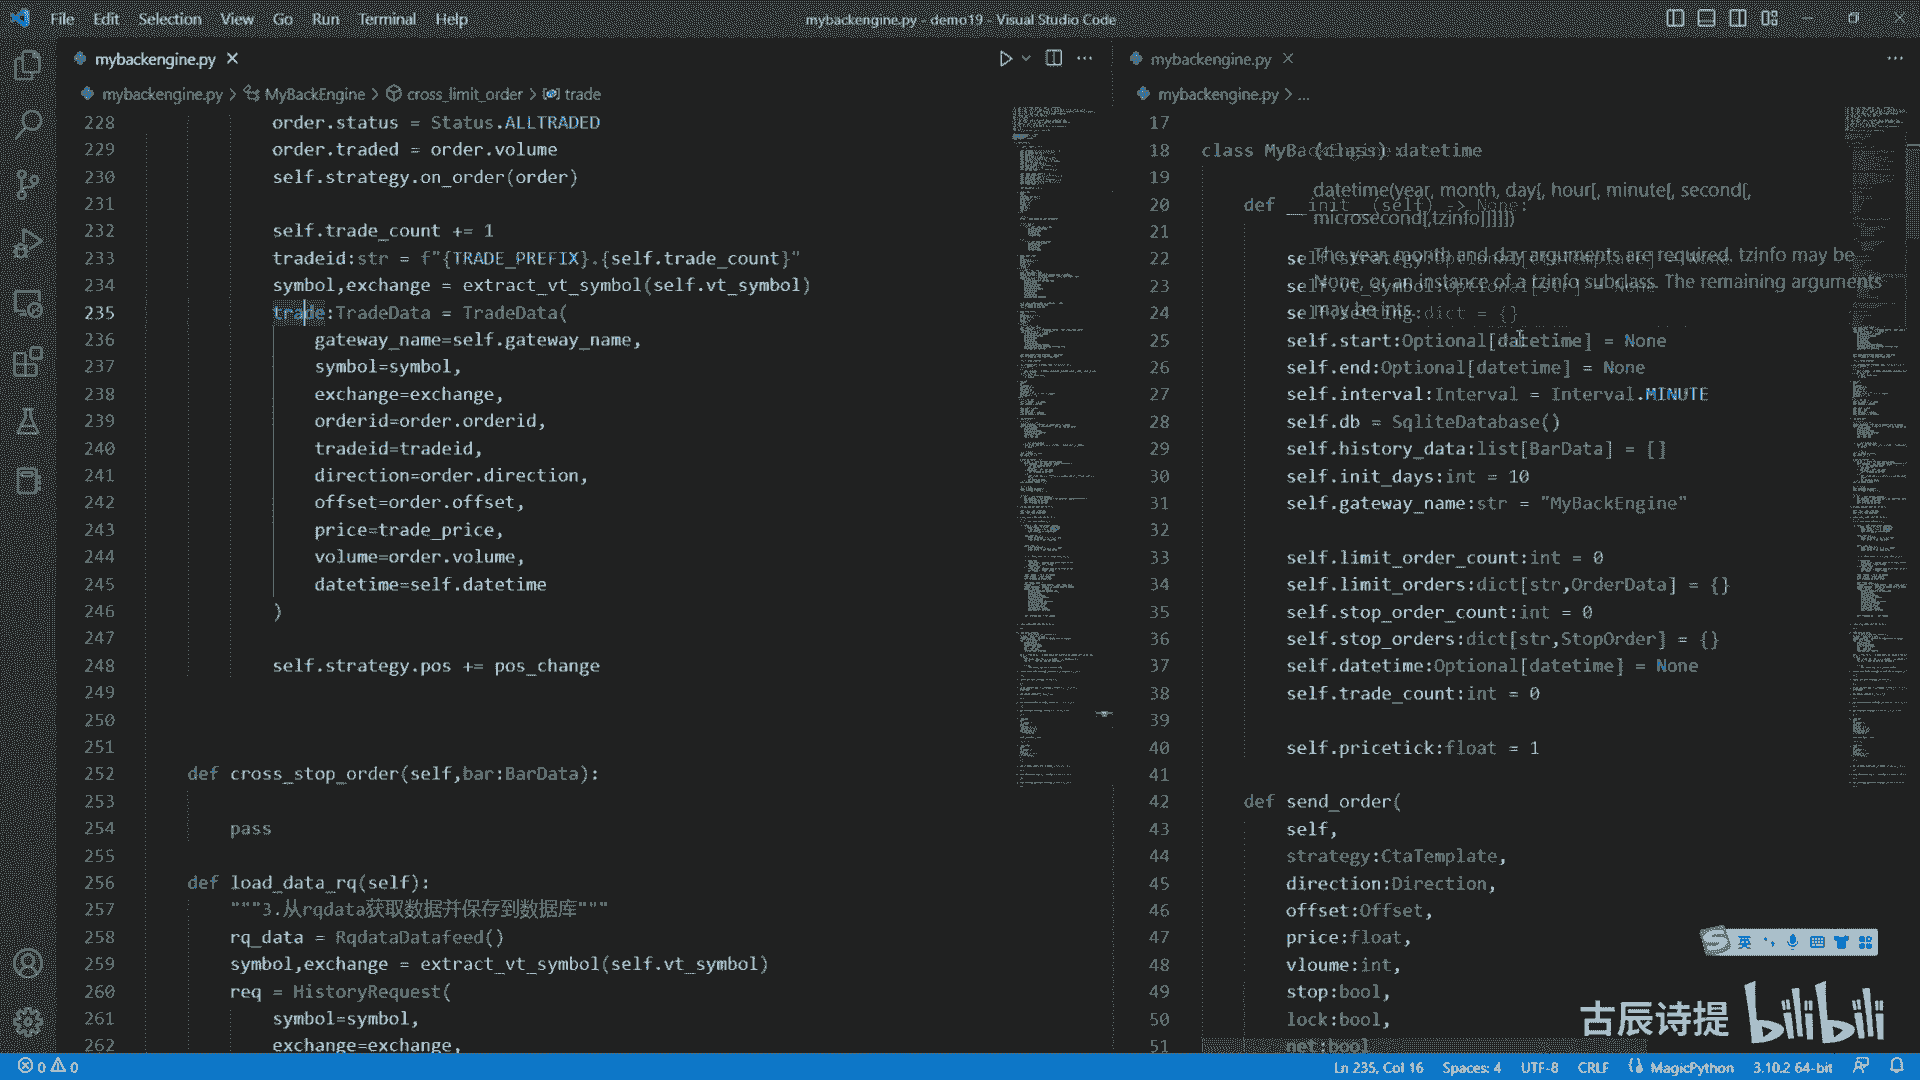 File Edit Selection View Go Run Terminal Help
mybackengine.py - demo19 - Visual Studio Code
mybackengine.py
mybackengine.py > MyBackEngine > cross_limit_order > trade
228 order.status = Status.ALLTRADED
229 order.traded = order.volume
230 self.strategy.on_order(order)
231
232 self.trade_count += 1
233 tradeid:str = f"{TRADE_PREFIX}.{self.trade_count}"
234 symbol,exchange = extract_vt_symbol(self.vt_symbol)
235 trade:TradeData = TradeData(
236 gateway_name=self.gateway_name,
237 symbol=symbol,
238 exchange=exchange,
239 orderid=order.orderid,
240 tradeid=tradeid,
241 direction=order.direction,
242 offset=order.offset,
243 price=trade_price,
244 volume=order.volume,
245 datetime=self.datetime
246 )
247
248 self.strategy.pos += pos_change
249
250
251
252 def cross_stop_order(self,bar:BarData):
253
254 pass
255
256 def load_data_rq(self):
257 """3.从rqdata获取数据并保存到数据库"""
258 rq_data = RqdataDatafeed()
259 symbol,exchange = extract_vt_symbol(self.vt_symbol)
260 req = HistoryRequest(
261 symbol=symbol,
262 exchange=exchange,
mybackengine.py
mybackengine.py > ...
17
18 class
(class) datetime
19
datetime(year, month, day[, hour[, minute[, second[,
20 def __init__(self) -> None:
microsecond[,tzinfo]]]]])
21
22
The year, month and day arguments are required. tzinfo may be
23
None, or an instance of a tzinfo subclass. The remaining arguments
24 :dict = {}
may be ints.
25 self.start:Optional[datetime] = None
26 self.end:Optional[datetime] = None
27 self.interval:Interval = Interval.MINUTE
28 self.db = SqliteDatabase()
29 self.history_data:list[BarData] = []
30 self.init_days:int = 10
31 self.gateway_name:str = "MyBackEngine"
32
33 self.limit_order_count:int = 0
34 self.limit_orders:dict[str,OrderData] = {}
35 self.stop_order_count:int = 0
36 self.stop_orders:dict[str,StopOrder] = {}
37 self.datetime:Optional[datetime] = None
38 self.trade_count:int = 0
39
40 self.pricetick:float = 1
41
42 def send_order(
43 self,
44 strategy:CtaTemplate,
45 direction:Direction,
46 offset:Offset,
47 price:float,
48 vloume:int,
49 stop:bool,
50 lock:bool,
51 net:bool
英
古辰诗提 bilibili
0 0
Ln 235, Col 16 Spaces: 4 UTF-8 CRLF MagicPython 3.10.2 64-bit